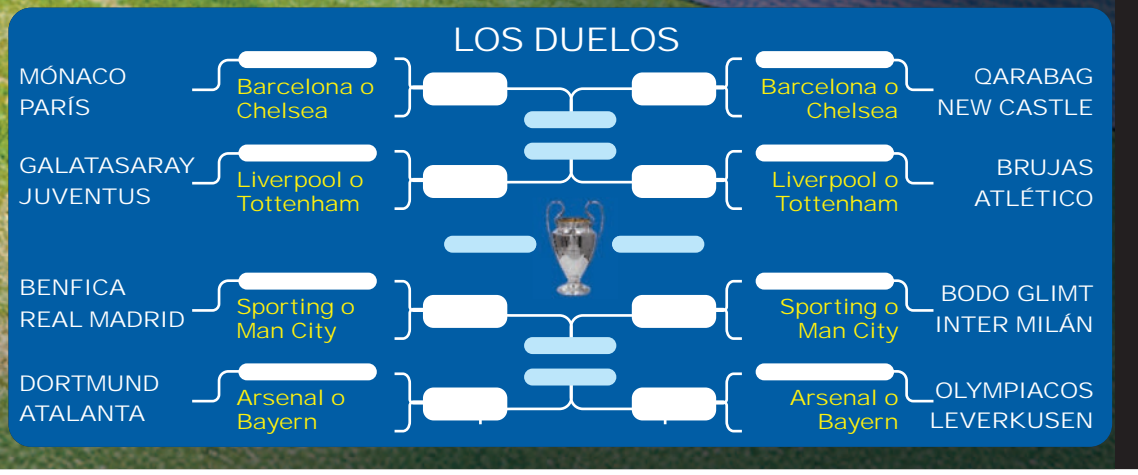 LOS DUELOS
MÓNACO
PARÍS
Barcelona o
Chelsea
Barcelona o
Chelsea
QARABAG
NEW CASTLE
GALATASARAY
JUVENTUS
Liverpool o
Tottenham
Liverpool o
Tottenham
BRUJAS
ATLÉTICO
BENFICA
REAL MADRID
Sporting o
Man City
Sporting o
Man City
BODO GLIMT
INTER MILÁN
DORTMUND
ATALANTA
Arsenal o
Bayern
Arsenal o
Bayern
OLYMPIACOS
LEVERKUSEN